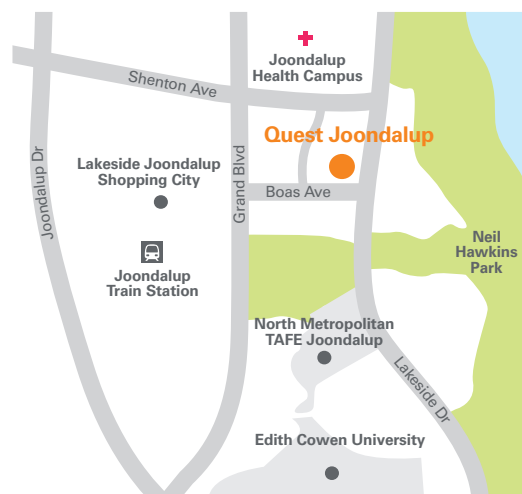 Joondalup
Health Campus
Shenton Ave
Quest Joondalup
Lakeside Joondalup
Shopping City
Joondalup Dr
Grand Blvd
Boas Ave
Neil
Hawkins
Park
Joondalup
Train Station
North Metropolitan
TAFE Joondalup
Lakeside Dr
Edith Cowen University